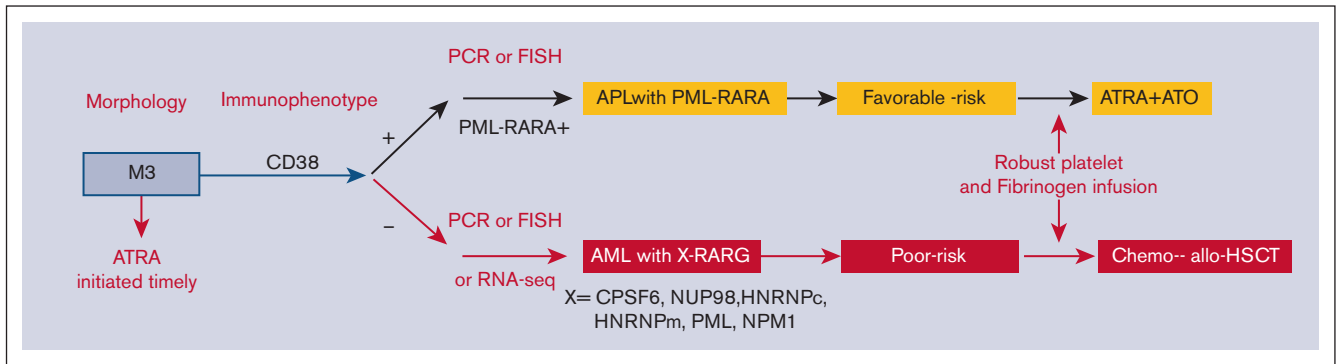 PCR or FISH
Morphology
Immunophenotype
APLwith PML-RARA
Favorable -risk
ATRA+ATO
+
PML-RARA+
M3
CD38
Robust platelet
and Fibrinogen infusion
–
PCR or FISH
ATRA
initiated timely
or RNA-seq
AML with X-RARG
Poor-risk
Chemo-- allo-HSCT
X= CPSF6, NUP98,HNRNPc,
HNRNPm, PML, NPM1